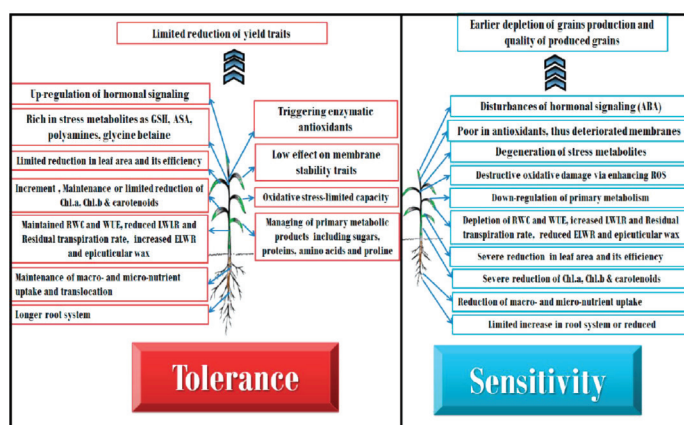 Limited reduction of yield traits
Up-regulation of hormonal signaling
Rich in stress metabolites as GSH, ASA,
polyamines, glycine betaine
Limited reduction in leaf area and its efficiency
Increment , Maintenance or limited reduction of
Chl.a, Chl.b & carotenoids
Maintained RWC and WUE, reduced LWLR and
Residual transpiration rate, increased ELWR
and epicuticular wax
Maintenance of macro- and micro-nutrient
uptake and translocation
Longer root system
Triggering enzymatic
antioxidants
Low effect on membrane
stability traits
Oxidative stress-limited capacity
Managing of primary metabolic
products including sugars,
proteins, amino acids and proline
Tolerance
Earlier depletion of grains production and
quality of produced grains
Disturbances of hormonal signaling (ABA)
Poor in antioxidants, thus deteriorated membranes
Degeneration of stress metabolites
Destructive oxidative damage via enhancing ROS
Down-regulation of primary metabolism
Depletion of RWC and WUE, icreased LWLR and Residual
transpiration rate, reduced ELWR and epicuticular wax
Severe reduction in leaf area and its efficiency
Severe reduction of Chl.a, Chl.b & carotenoids
Reduction of macro- and micro-nutrient uptake
Limited increase in root system or reduced
Sensitivity